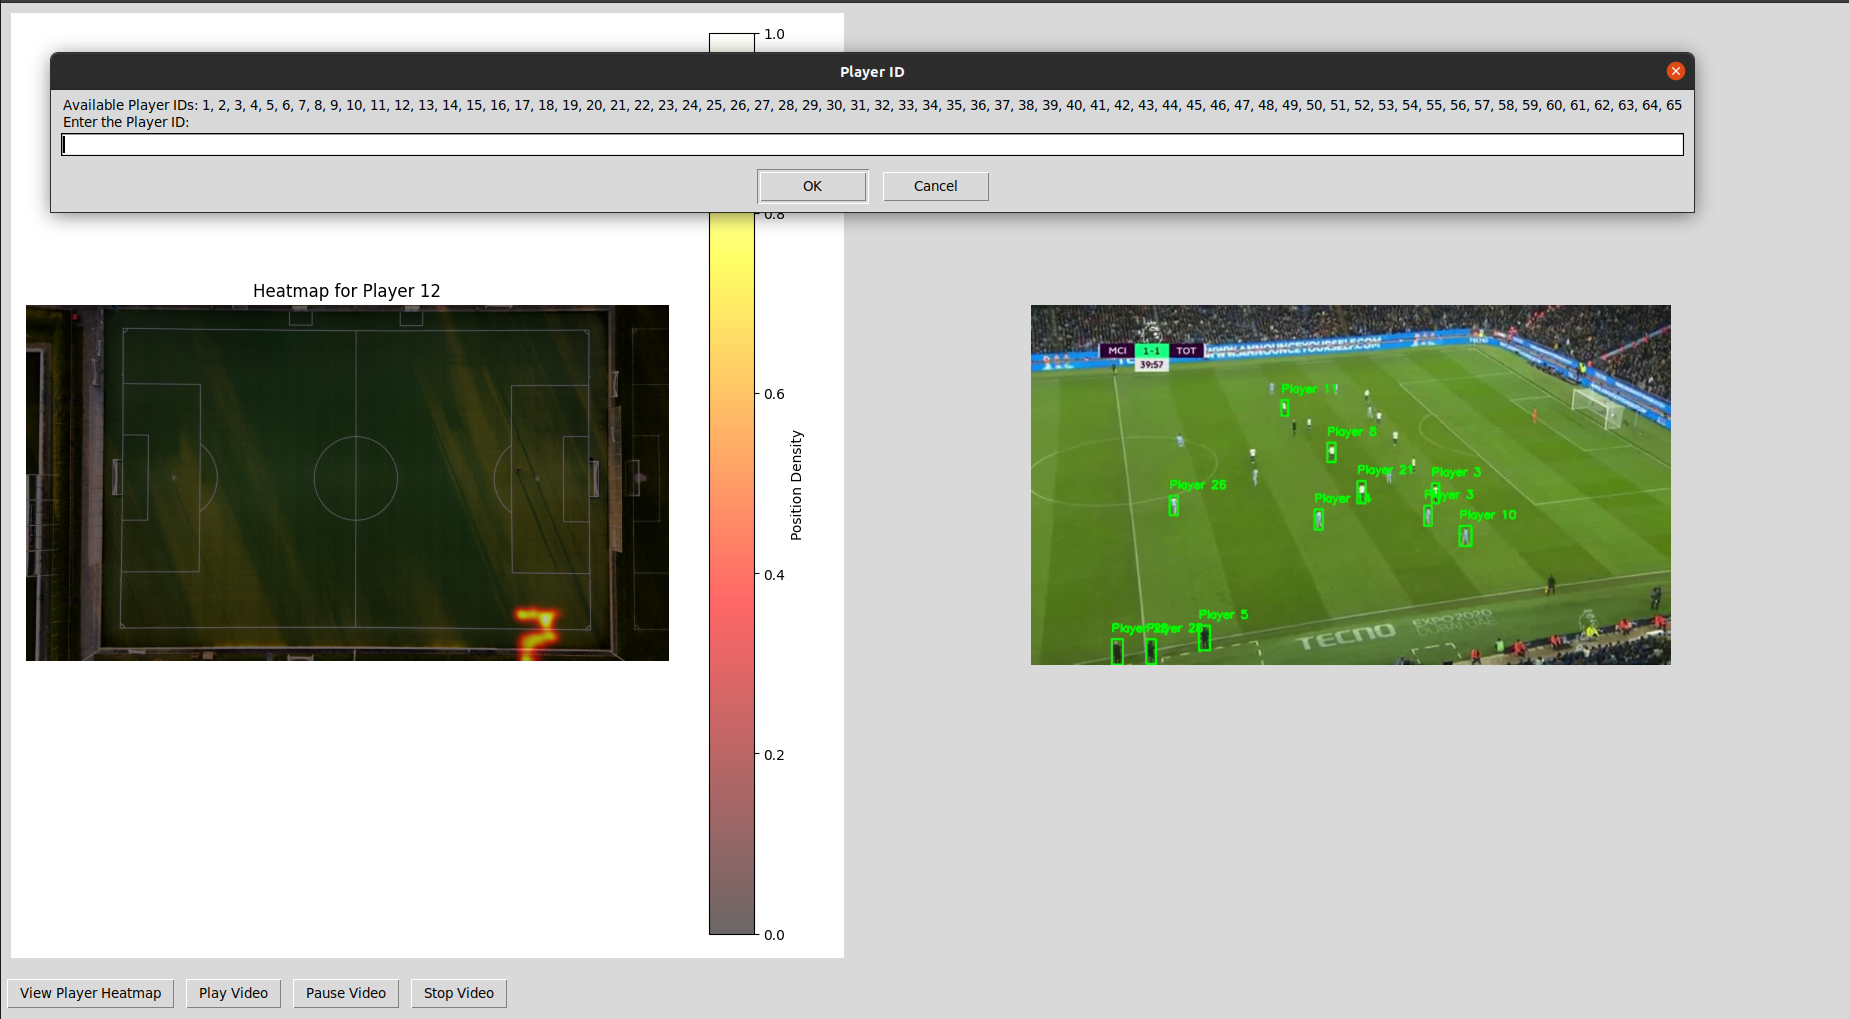 Player ID
Available Player IDs: 1, 2, 3, 4, 5, 6, 7, 8, 9, 10, 11, 12, 13, 14, 15, 16, 17, 18, 19, 20, 21, 22, 23, 24, 25, 26, 27, 28, 29, 30, 31, 32, 33, 34, 35, 36, 37, 38, 39, 40, 41, 42, 43, 44, 45, 46, 47, 48, 49, 50, 51, 52, 53, 54, 55, 56, 57, 58, 59, 60, 61, 62, 63, 64, 65
Enter the Player ID:
OK Cancel
Heatmap for Player 12
1.0
0.8
0.6
0.4
0.2
0.0
Position Density
MCI 1-1 TOT
39:57
WWW.ANNOUNCEYOURSELF.COM
TECNO
Player 11
Player 8
Player 21
Player 3
Player 26
Player
Player 3
Player 10
Player 5
Player
Player 28
TECNO
EXPO2020
DUBAI, UAE
View Player Heatmap Play Video Pause Video Stop Video